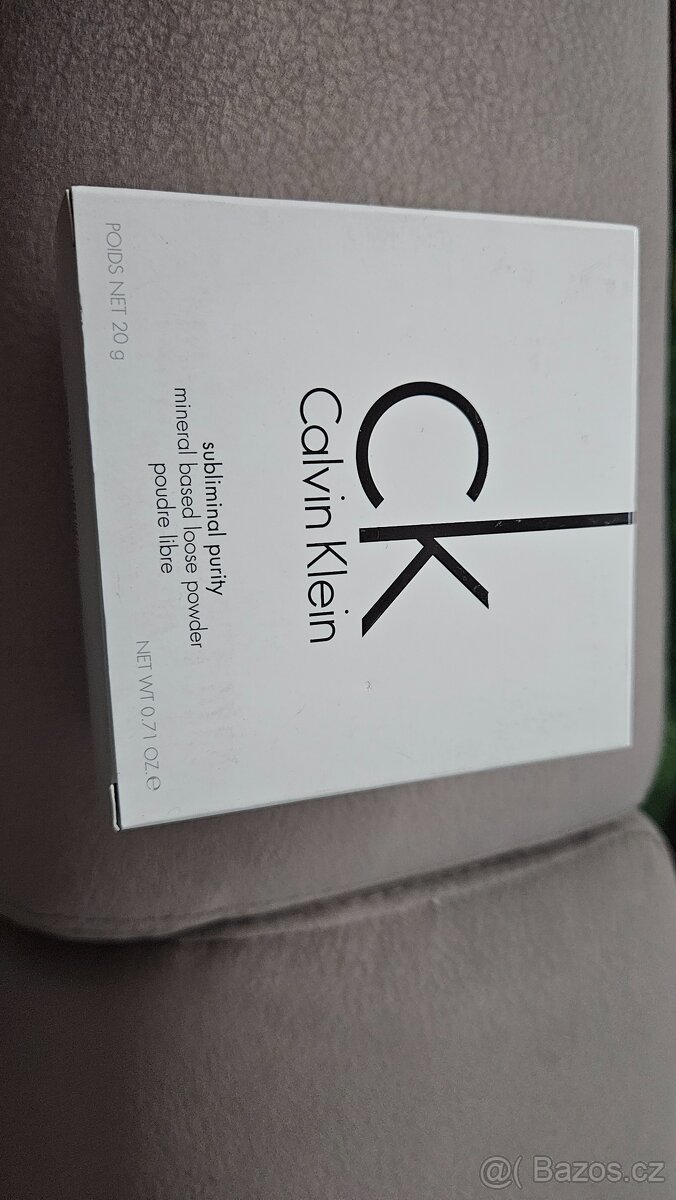 ck
Calvin Klein
subliminal purity
mineral based loose powder
poudre libre
POIDS NET 20 g
NET WT 0.71 OZ.e
@( Bazos.cz